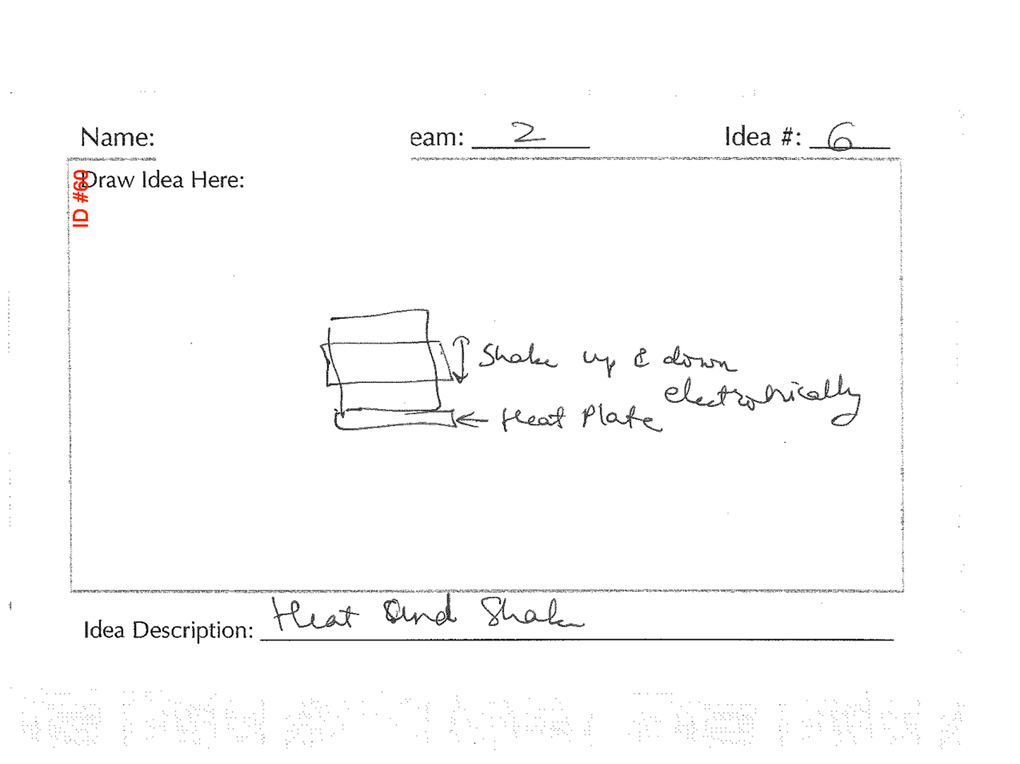 Name:
eam: 2
Idea #: 6
ID #69
Draw Idea Here:
Shake up & down
electronically
Heat Plate
Idea Description: Heat and Shake